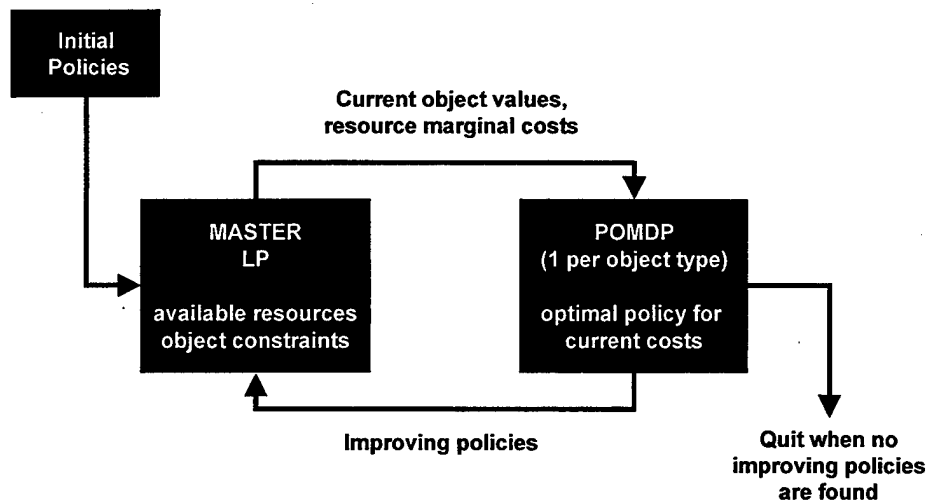 Initial
Policies
Current object values,
resource marginal costs
MASTER
LP
available resources
object constraints
POMDP
(1 per object type)
optimal policy for
current costs
Improving policies
Quit when no
improving policies
are found